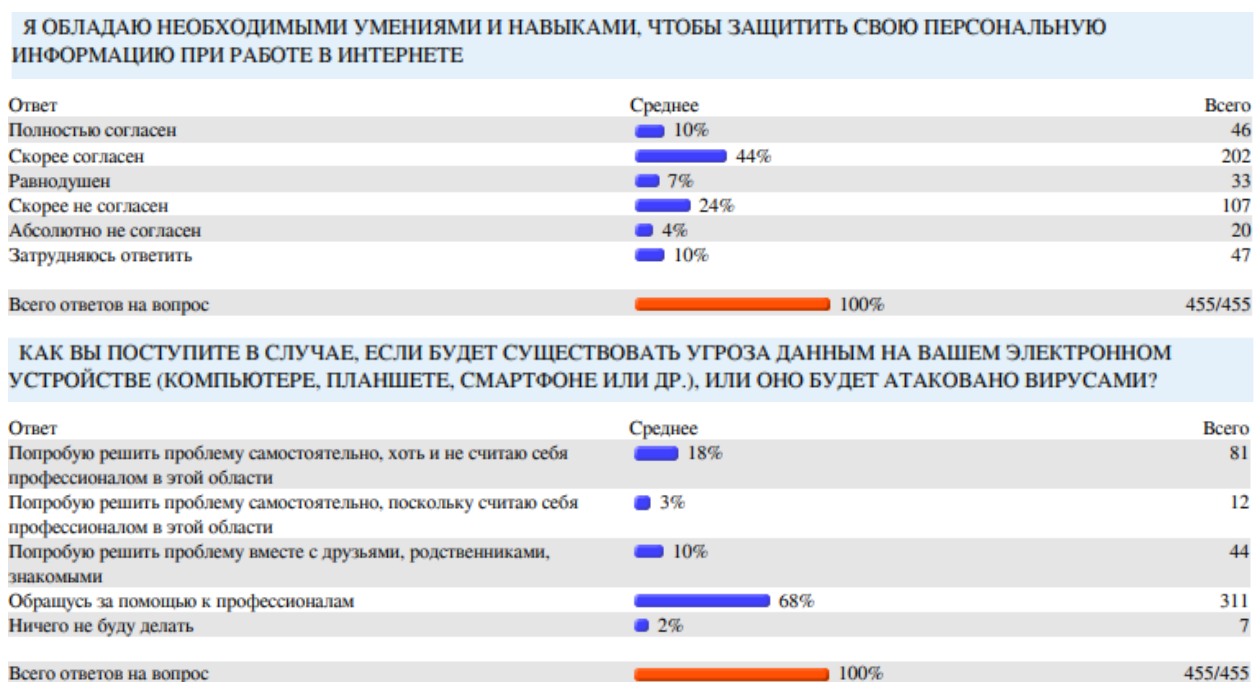 Я ОБЛАДАЮ НЕОБХОДИМЫМИ УМЕНИЯМИ И НАВЫКАМИ, ЧТОБЫ ЗАЩИТИТЬ СВОЮ ПЕРСОНАЛЬНУЮ
ИНФОРМАЦИЮ ПРИ РАБОТЕ В ИНТЕРНЕТЕ
Ответ Среднее Всего
Полностью согласен 10% 46
Скорее согласен 44% 202
Равнодушен 7% 33
Скорее не согласен 24% 107
Абсолютно не согласен 4% 20
Затрудняюсь ответить 10% 47
Всего ответов на вопрос 100% 455/455
КАК ВЫ ПОСТУПИТЕ В СЛУЧАЕ, ЕСЛИ БУДЕТ СУЩЕСТВОВАТЬ УГРОЗА ДАННЫМ НА ВАШЕМ ЭЛЕКТРОННОМ
УСТРОЙСТВЕ (КОМПЬЮТЕРЕ, ПЛАНШЕТЕ, СМАРТФОНЕ ИЛИ ДР.), ИЛИ ОНО БУДЕТ АТАКОВАНО ВИРУСАМИ?
Ответ Среднее Всего
Попробую решить проблему самостоятельно, хоть и не считаю себя 18% 81
профессионалом в этой области
Попробую решить проблему самостоятельно, поскольку считаю себя 3% 12
профессионалом в этой области
Попробую решить проблему вместе с друзьями, родственниками, 10% 44
знакомыми
Обращусь за помощью к профессионалам 68% 311
Ничего не буду делать 2% 7
Всего ответов на вопрос 100% 455/455